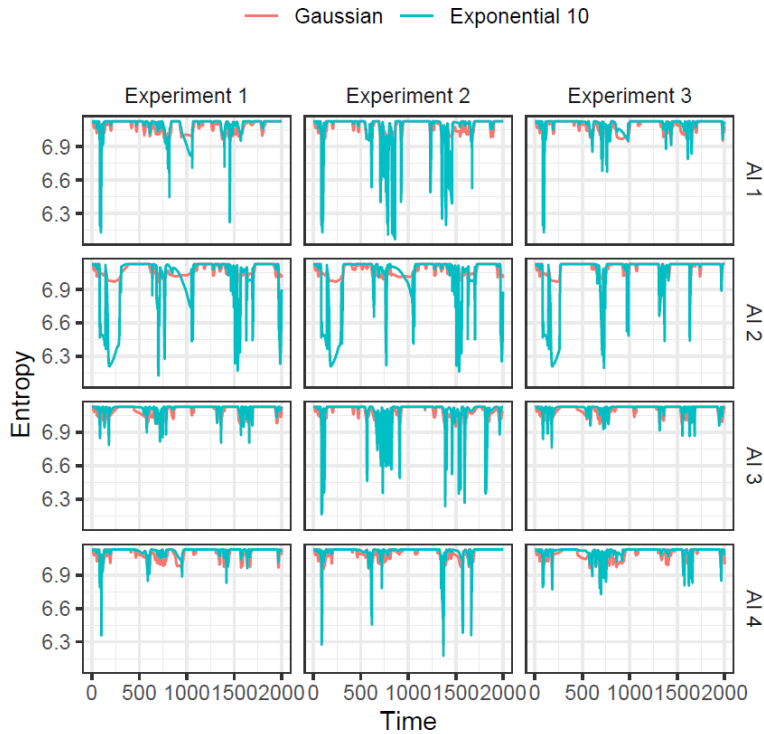 Gaussian Exponential 10
Experiment 1 Experiment 2 Experiment 3
6.9
6.6
6.3
AI 1
6.9
6.6
6.3
AI 2
6.9
6.6
6.3
AI 3
6.9
6.6
6.3
AI 4
Entropy
0 500 1000 1500 2000 0 500 1000 1500 2000 0 500 1000 1500 2000
Time